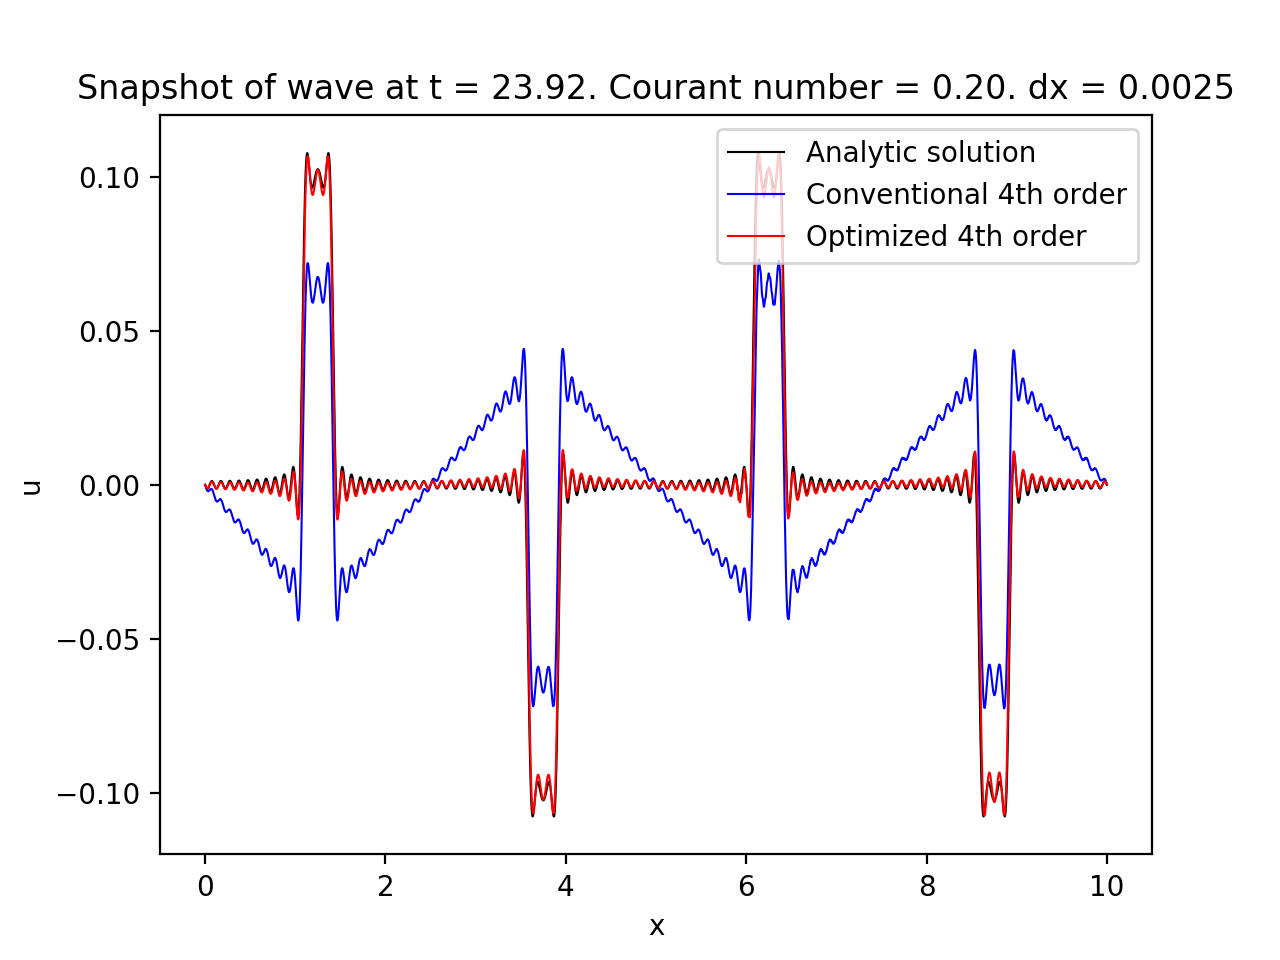 Snapshot of wave at t = 23.92. Courant number = 0.20. dx = 0.0025
Analytic solution
Conventional 4th order
Optimized 4th order
0.10
0.05
0.00
−0.05
−0.10
u
0 2 4 6 8 10
x